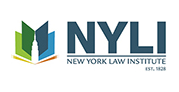 NYLI
NEW YORK LAW INSTITUTE
EST. 1828